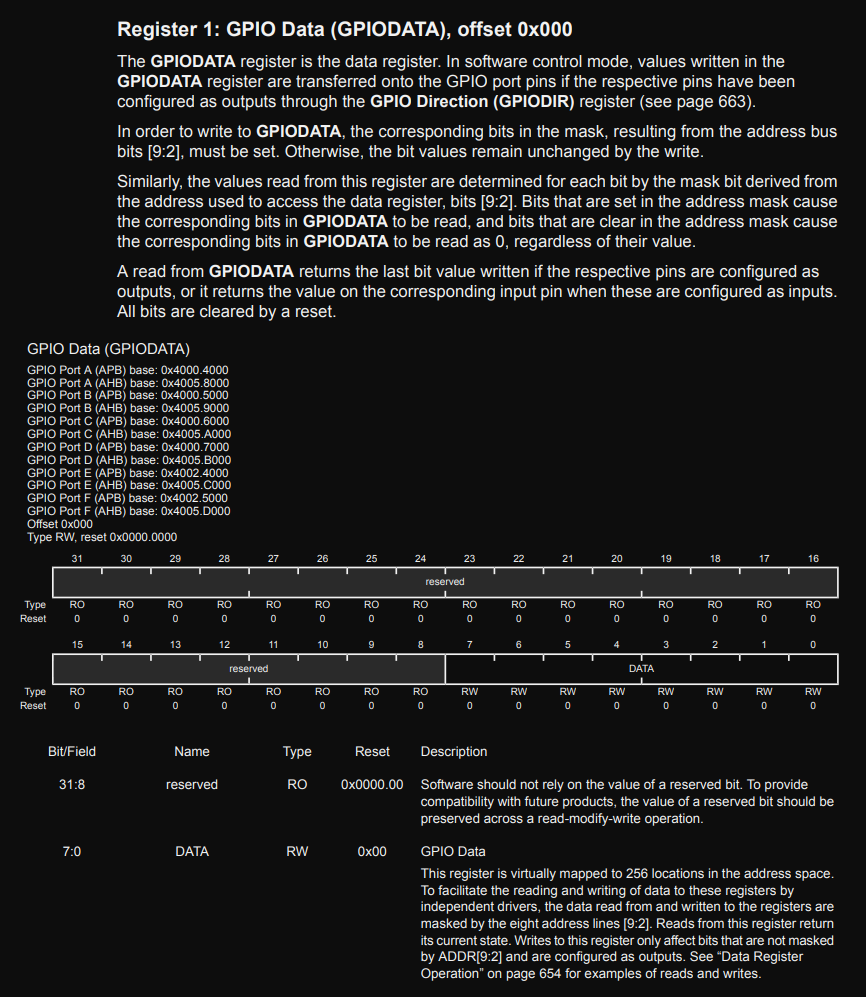 Register 1: GPIO Data (GPIODATA), offset 0x000
The GPIODATA register is the data register. In software control mode, values written in the
GPIODATA register are transferred onto the GPIO port pins if the respective pins have been
configured as outputs through the GPIO Direction (GPIODIR) register (see page 663).
In order to write to GPIODATA, the corresponding bits in the mask, resulting from the address bus
bits [9:2], must be set. Otherwise, the bit values remain unchanged by the write.
Similarly, the values read from this register are determined for each bit by the mask bit derived from
the address used to access the data register, bits [9:2]. Bits that are set in the address mask cause
the corresponding bits in GPIODATA to be read, and bits that are clear in the address mask cause
the corresponding bits in GPIODATA to be read as 0, regardless of their value.
A read from GPIODATA returns the last bit value written if the respective pins are configured as
outputs, or it returns the value on the corresponding input pin when these are configured as inputs.
All bits are cleared by a reset.
GPIO Data (GPIODATA)
GPIO Port A (APB) base: 0x4000.4000
GPIO Port A (AHB) base: 0x4005.8000
GPIO Port B (APB) base: 0x4000.5000
GPIO Port B (AHB) base: 0x4005.9000
GPIO Port C (APB) base: 0x4000.6000
GPIO Port C (AHB) base: 0x4005.A000
GPIO Port D (APB) base: 0x4000.7000
GPIO Port D (AHB) base: 0x4005.B000
GPIO Port E (APB) base: 0x4002.4000
GPIO Port E (AHB) base: 0x4005.C000
GPIO Port F (APB) base: 0x4002.5000
GPIO Port F (AHB) base: 0x4005.D000
Offset 0x000
Type RW, reset 0x0000.0000
31 30 29 28 27 26 25 24 23 22 21 20 19 18 17 16
reserved
Type RO RO RO RO RO RO RO RO RO RO RO RO RO RO RO RO
Reset 0 0 0 0 0 0 0 0 0 0 0 0 0 0 0 0
15 14 13 12 11 10 9 8 7 6 5 4 3 2 1 0
reserved DATA
Type RO RO RO RO RO RO RO RO RW RW RW RW RW RW RW RW
Reset 0 0 0 0 0 0 0 0 0 0 0 0 0 0 0 0
Bit/Field Name Type Reset Description
31:8 reserved RO 0x0000.00 Software should not rely on the value of a reserved bit. To provide
compatibility with future products, the value of a reserved bit should be
preserved across a read-modify-write operation.
7:0 DATA RW 0x00 GPIO Data
This register is virtually mapped to 256 locations in the address space.
To facilitate the reading and writing of data to these registers by
independent drivers, the data read from and written to the registers are
masked by the eight address lines [9:2]. Reads from this register return
its current state. Writes to this register only affect bits that are not masked
by ADDR[9:2] and are configured as outputs. See “Data Register
Operation” on page 654 for examples of reads and writes.